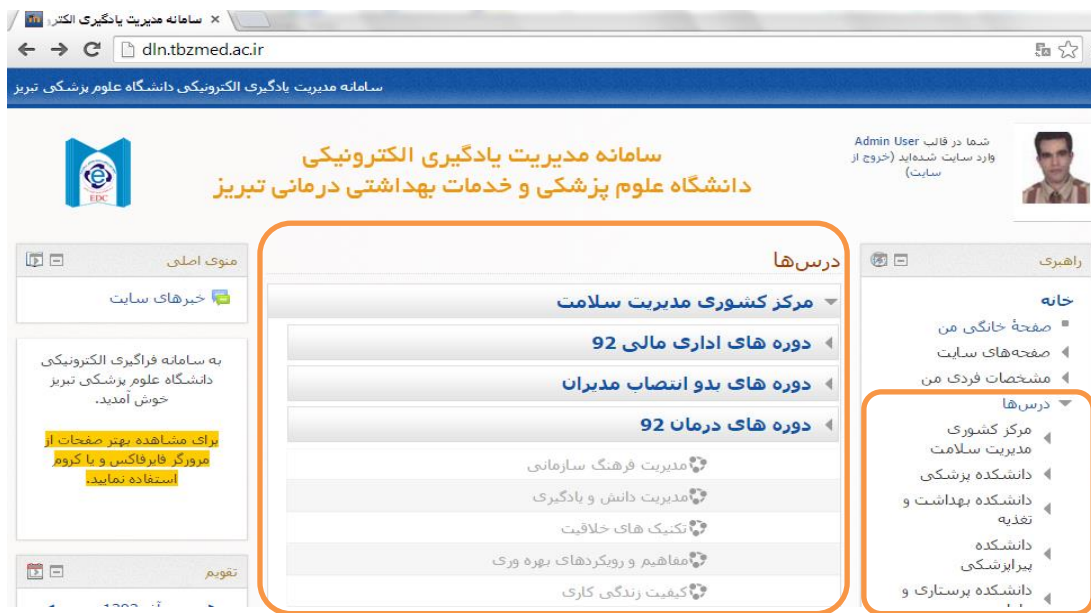 سامانه مدیریت یادگیری الکتر
dln.tbzmed.ac.ir
سامانه مدیریت یادگیری الکترونیکی دانشگاه علوم پزشکی تبریز
شما در قالب Admin User
وارد سایت شده‌اید (خروج از
سایت)
سامانه مدیریت یادگیری الکترونیکی
دانشگاه علوم پزشکی و خدمات بهداشتی درمانی تبریز
e
EDC
راهبری
خانه
صفحهٔ خانگی من
صفحه‌های سایت
مشخصات فردی من
درس‌ها
مرکز کشوری
مدیریت سلامت
دانشکده پزشکی
دانشکده بهداشت و
تغذیه
دانشکده
پیراپزشکی
دانشکده پرستاری و
درس‌ها
مرکز کشوری مدیریت سلامت
دوره های اداری مالی 92
دوره های بدو انتصاب مدیران
دوره های درمان 92
مدیریت فرهنگ سازمانی
مدیریت دانش و یادگیری
تکنیک های خلاقیت
مفاهیم و رویکردهای بهره وری
کیفیت زندگی کاری
منوی اصلی
خبرهای سایت
به سامانه فراگیری الکترونیکی
دانشگاه علوم پزشکی تبریز
خوش آمدید.
برای مشاهده بهتر صفحات از
مرورگر فایرفاکس و یا کروم
استفاده نمایید.
تقویم